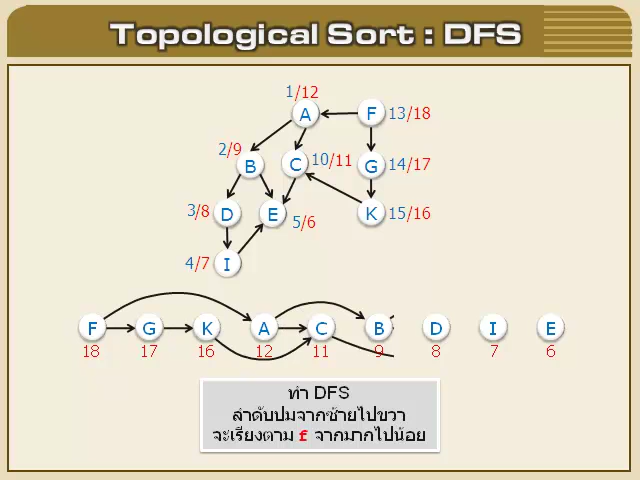 Topological Sort : DFS
1/12
A
F
13/18
2/9
B
C
10/11
G
14/17
3/8
D
E
5/6
K
15/16
4/7
I
F G K A C B D I E
18 17 16 12 11 9 8 7 6
ทำ DFS
ลำดับปมจากซ้ายไปขวา
จะเรียงตาม f จากมากไปน้อย